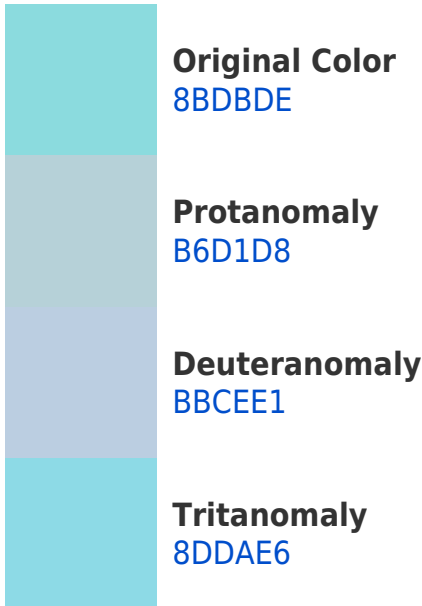 Original Color
8BDBDE
Protanomaly
B6D1D8
Deuteranomaly
BBCEE1
Tritanomaly
8DDAE6